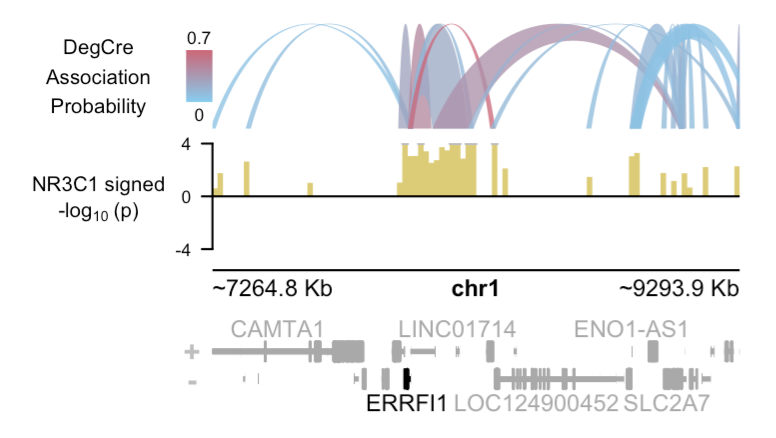 DegCre
Association
Probability
0.7
0
NR3C1 signed
-log10 (p)
4
0
-4
~7264.8 Kb
chr1
~9293.9 Kb
CAMTA1
LINC01714
ENO1-AS1
+
-
ERRFI1
LOC124900452
SLC2A7